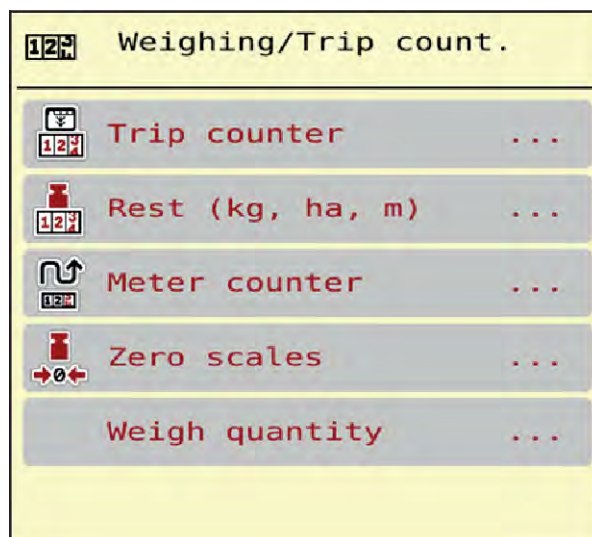 Weighing/Trip count.
Trip counter ...
Rest (kg, ha, m) ...
Meter counter ...
Zero scales ...
Weigh quantity ...